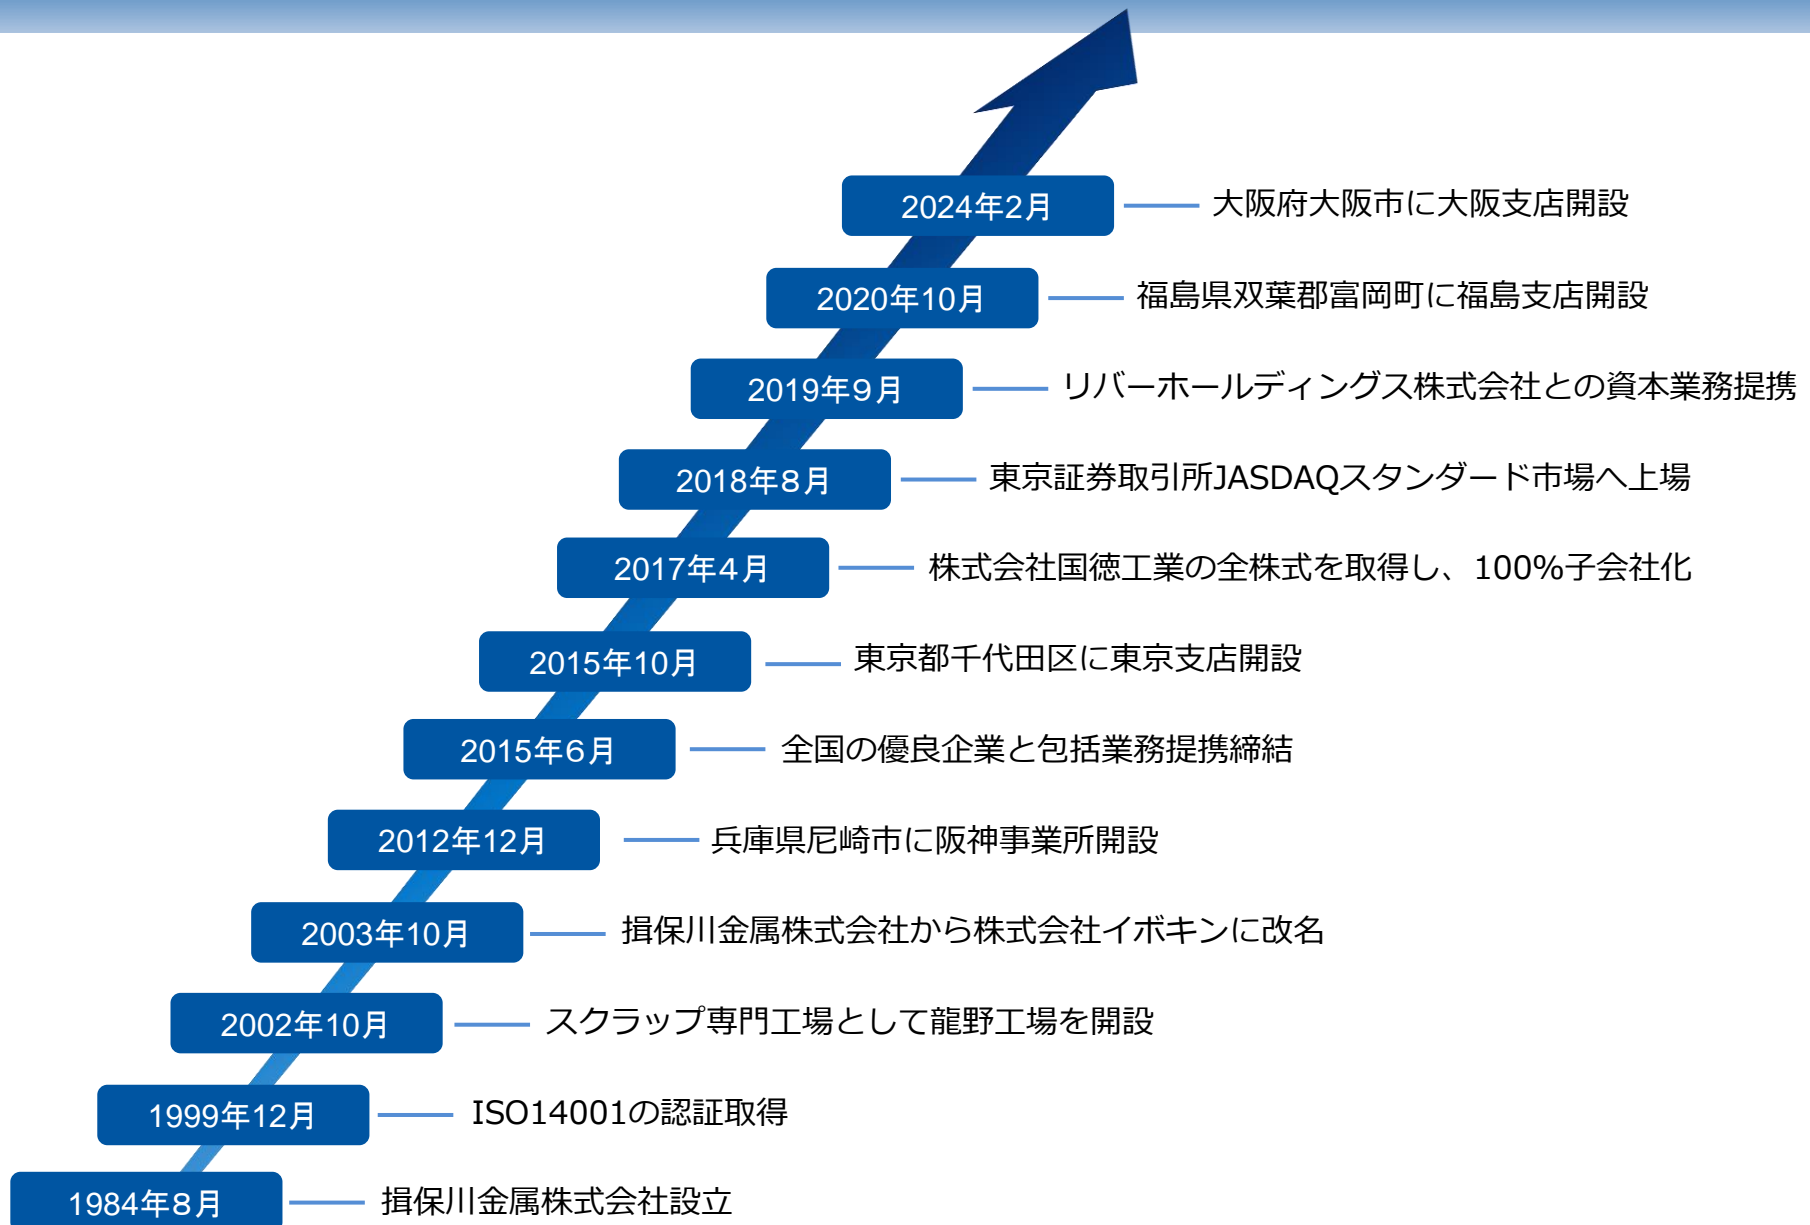 2024年2月 大阪府大阪市に大阪支店開設
2020年10月 福島県双葉郡富岡町に福島支店開設
2019年９月 リバーホールディングス株式会社との資本業務提携
2018年８月 東京証券取引所JASDAQスタンダード市場へ上場
2017年４月 株式会社国徳工業の全株式を取得し、100%子会社化
2015年10月 東京都千代田区に東京支店開設
2015年６月 全国の優良企業と包括業務提携締結
2012年12月 兵庫県尼崎市に阪神事業所開設
2003年10月 揖保川金属株式会社から株式会社イボキンに改名
2002年10月 スクラップ専門工場として龍野工場を開設
1999年12月 ISO14001の認証取得
1984年８月 揖保川金属株式会社設立